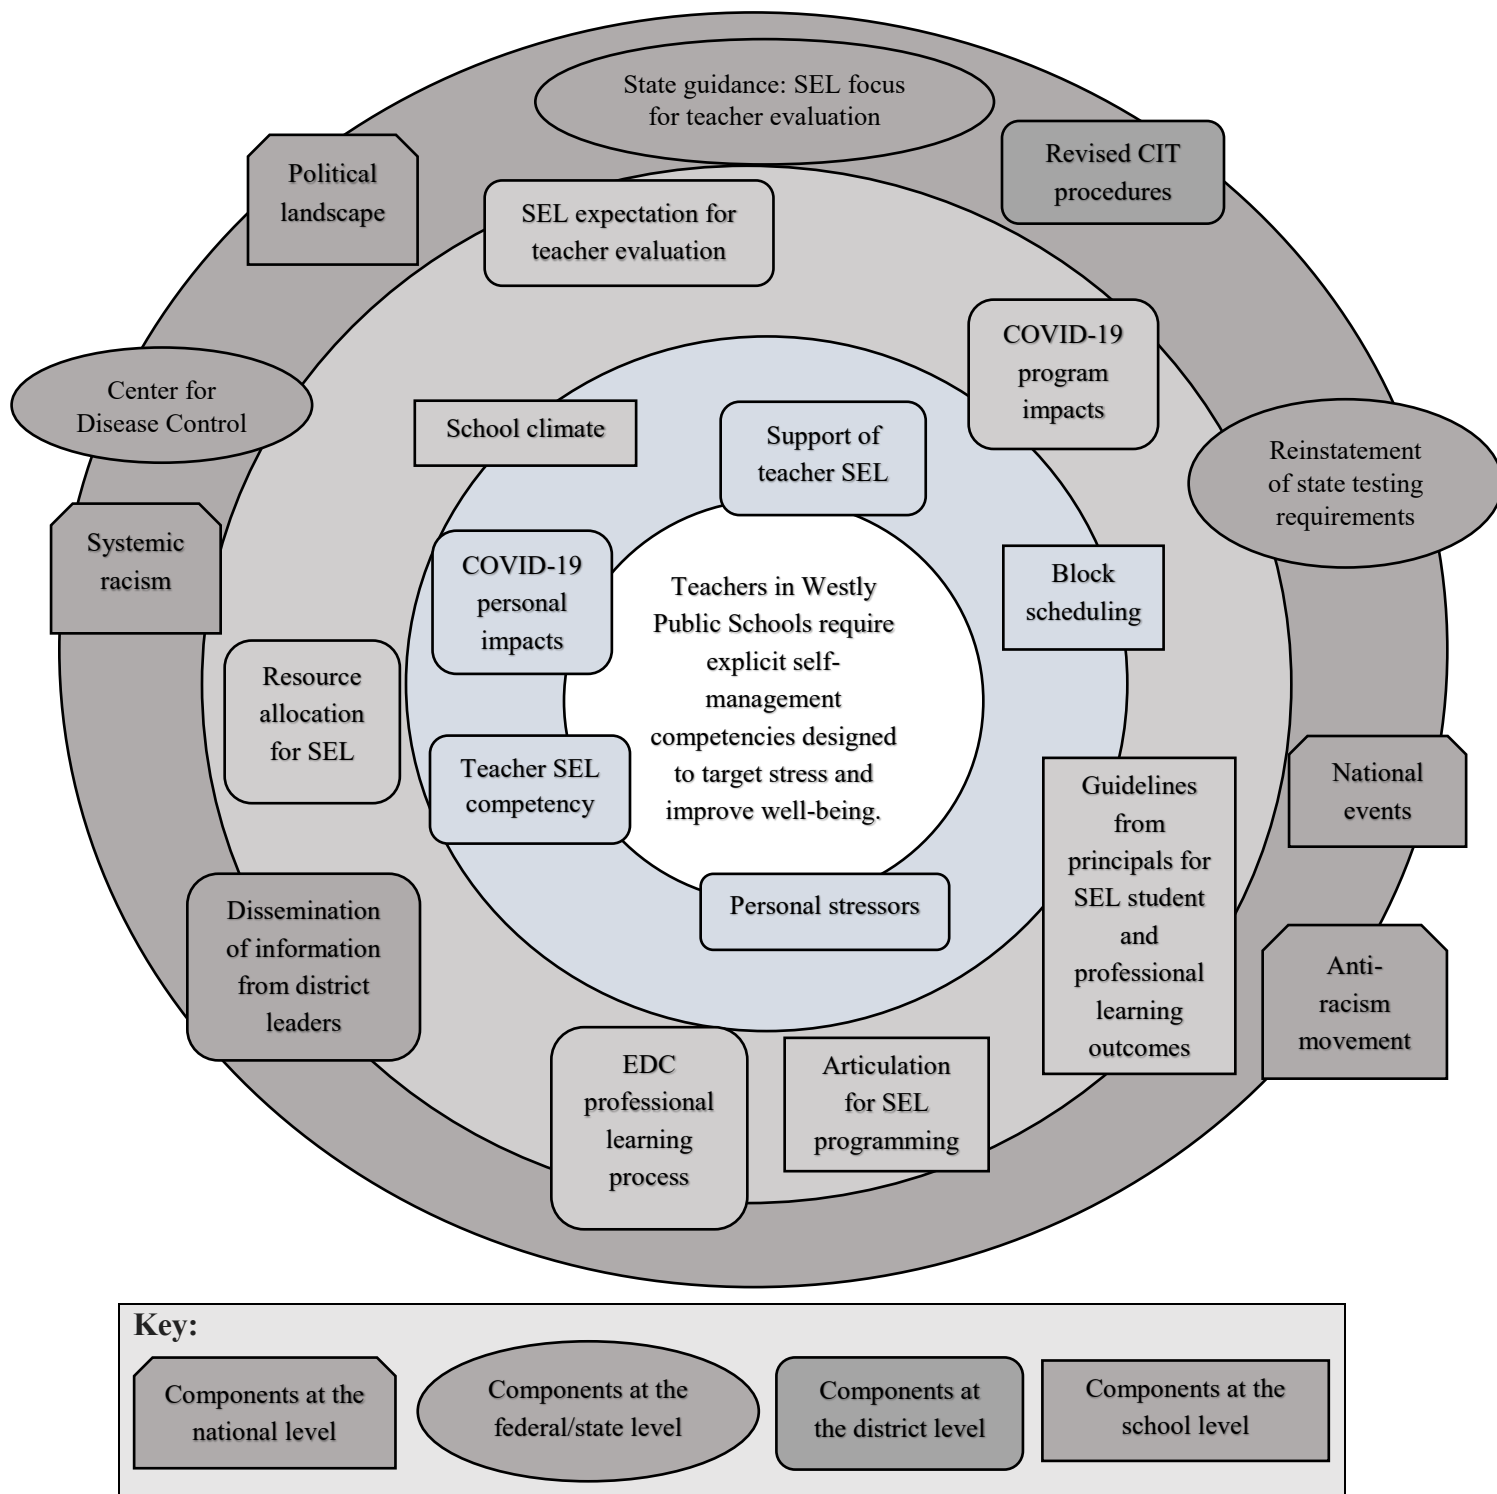 State guidance: SEL focus
for teacher evaluation
Revised CIT
procedures
Political
landscape
SEL expectation for
teacher evaluation
COVID-19
program
impacts
Center for
Disease Control
School climate
Support of
teacher SEL
Reinstatement
of state testing
requirements
Systemic
racism
COVID-19
personal
impacts
Block
scheduling
Teachers in Westly
Public Schools require
explicit self-
management
competencies designed
to target stress and
improve well-being.
Resource
allocation
for SEL
Teacher SEL
competency
National
events
Guidelines
from
principals for
SEL student
and
professional
learning
outcomes
Personal stressors
Dissemination
of information
from district
leaders
Anti-
racism
movement
EDC
professional
learning
process
Articulation
for SEL
programming
Key:
Components at the
national level
Components at the
federal/state level
Components at
the district level
Components at the
school level